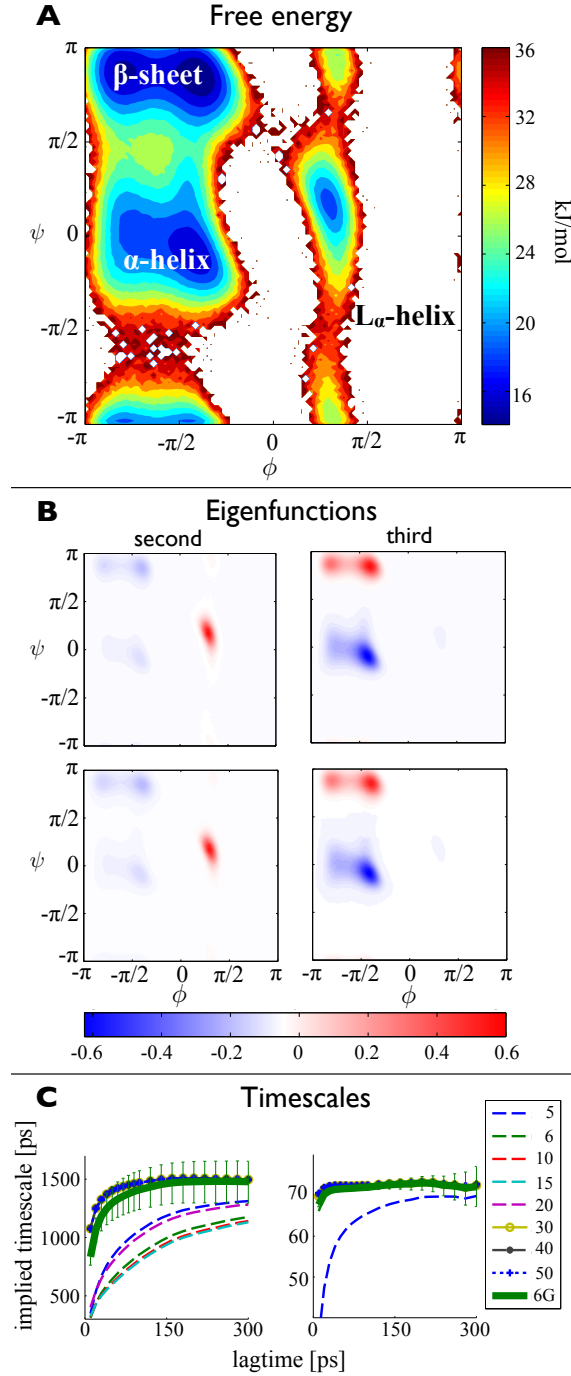 A Free energy
π
π/2
ψ 0
-π/2
-π
-π -π/2 0 π/2 π
ϕ
β-sheet
α-helix
Lα-helix
36
32
28
24
20
16
kJ/mol
B Eigenfunctions
second third
π
π/2
ψ 0
-π/2
-π
π
π/2
ψ 0
-π/2
-π
-π -π/2 0 π/2 π
ϕ
-π -π/2 0 π/2 π
ϕ
-0.6 -0.4 -0.2 0 0.2 0.4 0.6
C Timescales
implied timescale [ps]
1500
1000
500
0 150 300
70
60
50
0 150 300
lagtime [ps]
5
6
10
15
20
30
40
50
6G